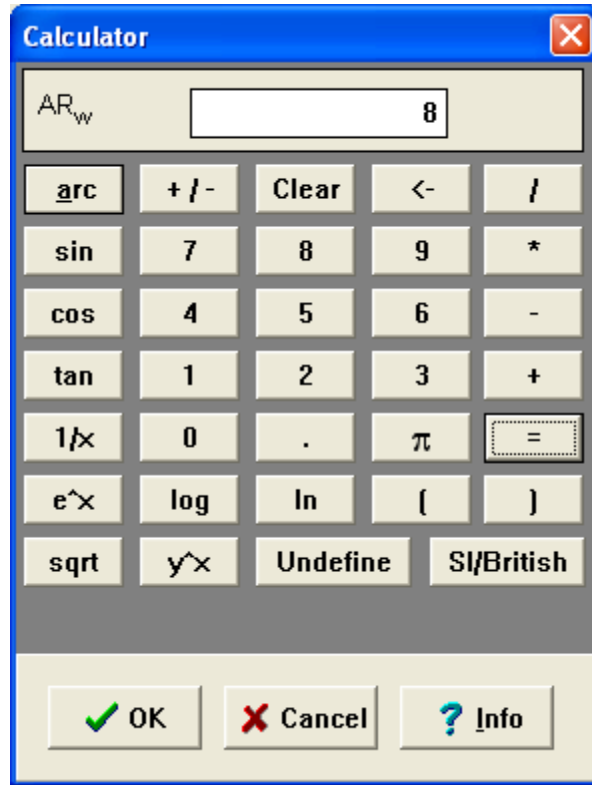 Calculator
ARw 8
arc + / - Clear <- /
sin 7 8 9 *
cos 4 5 6 -
tan 1 2 3 +
1/x 0 . π =
e^x log ln ( )
sqrt y^x Undefine SI/British
OK Cancel Info